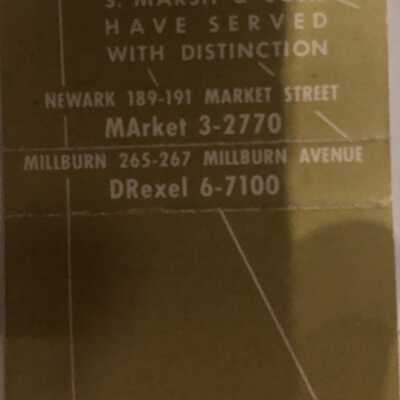 S. MARSH &
HAVE SERVED
WITH DISTINCTION
NEWARK 189-191 MARKET STREET
MArket 3-2770
MILLBURN 265-267 MILLBURN AVENUE
DRexel 6-7100